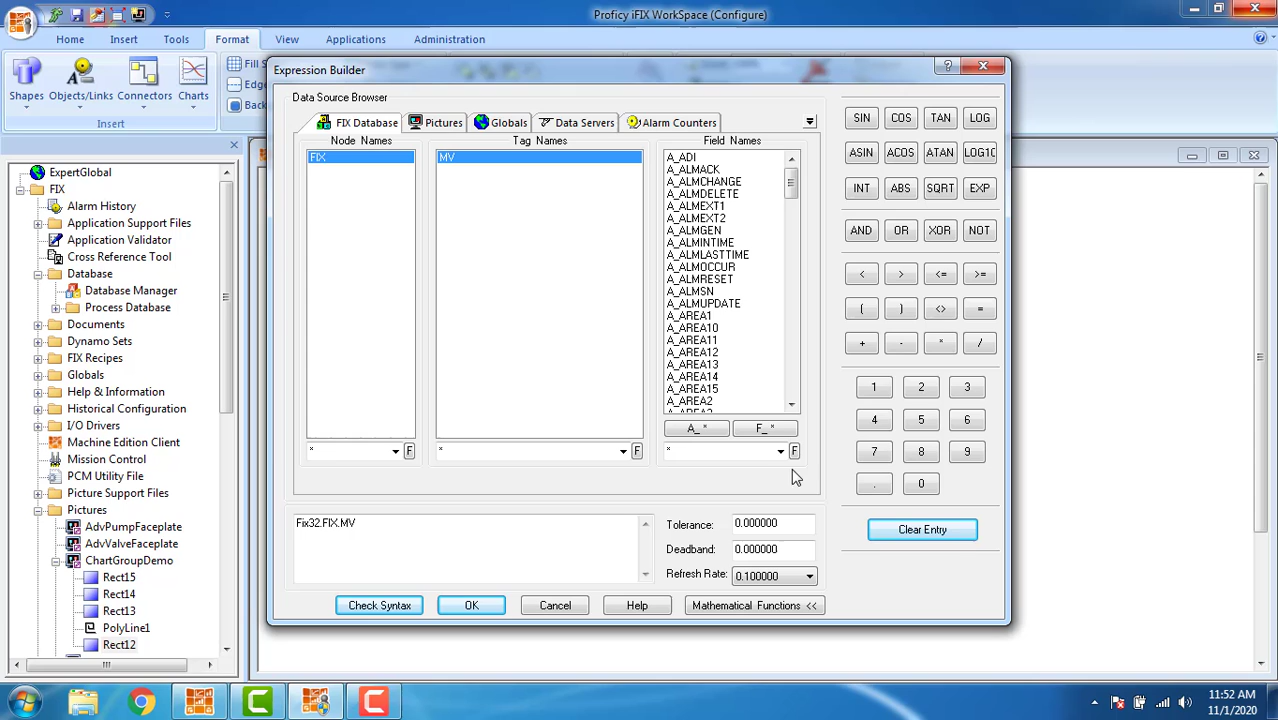 Proficy iFIX WorkSpace (Configure)
Home
Insert
Tools
Format
View
Applications
Administration
Shapes
Objects/Links
Connectors
Charts
Insert
Fill S
Edge
Back
Expression Builder
Data Source Browser
FIX Database
Pictures
Globals
Data Servers
Alarm Counters
Node Names
Tag Names
Field Names
FIX
MV
A_ADI
A_ALMACK
A_ALMCHANGE
A_ALMDELETE
A_ALMEXT1
A_ALMEXT2
A_ALMGEN
A_ALMINTIME
A_ALMLASTTIME
A_ALMOCCUR
A_ALMRESET
A_ALMSN
A_ALMUPDATE
A_AREA1
A_AREA10
A_AREA11
A_AREA12
A_AREA13
A_AREA14
A_AREA15
A_AREA2
A_ *
F_ *
* F
* F
* F
Fix32.FIX.MV
Tolerance: 0.000000
Deadband: 0.000000
Refresh Rate: 0.100000
Check Syntax
OK
Cancel
Help
Mathematical Functions <<
SIN COS TAN LOG
ASIN ACOS ATAN LOG10
INT ABS SQRT EXP
AND OR XOR NOT
< > <= >=
( ) <> =
+ - * /
1 2 3
4 5 6
7 8 9
. 0
Clear Entry
ExpertGlobal
FIX
Alarm History
Application Support Files
Application Validator
Cross Reference Tool
Database
Database Manager
Process Database
Documents
Dynamo Sets
FIX Recipes
Globals
Help & Information
Historical Configuration
I/O Drivers
Machine Edition Client
Mission Control
PCM Utility File
Picture Support Files
Pictures
AdvPumpFaceplate
AdvValveFaceplate
ChartGroupDemo
Rect15
Rect14
Rect13
PolyLine1
Rect12
11:52 AM
11/1/2020